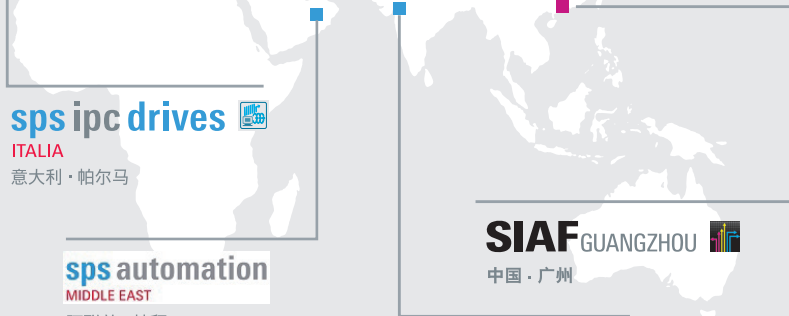 sps ipc drives
ITALIA
意大利·帕尔马
SIAF GUANGZHOU
中国·广州
sps automation
MIDDLE EAST